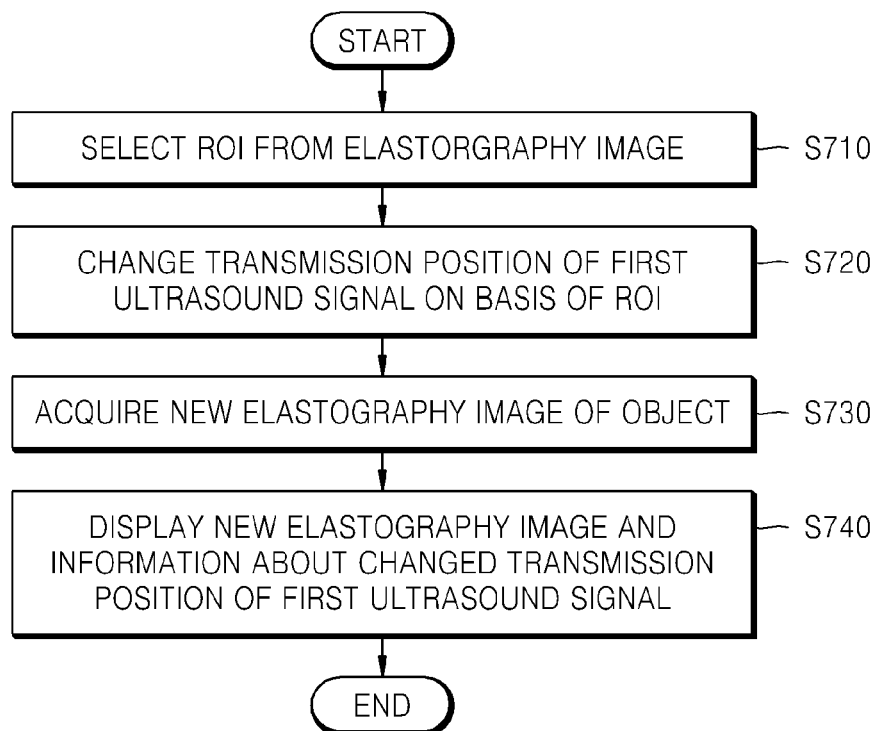 START
SELECT ROI FROM ELASTORGRAPHY IMAGE
S710
CHANGE TRANSMISSION POSITION OF FIRST
ULTRASOUND SIGNAL ON BASIS OF ROI
S720
ACQUIRE NEW ELASTOGRAPHY IMAGE OF OBJECT
S730
DISPLAY NEW ELASTOGRAPHY IMAGE AND
INFORMATION ABOUT CHANGED TRANSMISSION
POSITION OF FIRST ULTRASOUND SIGNAL
S740
END